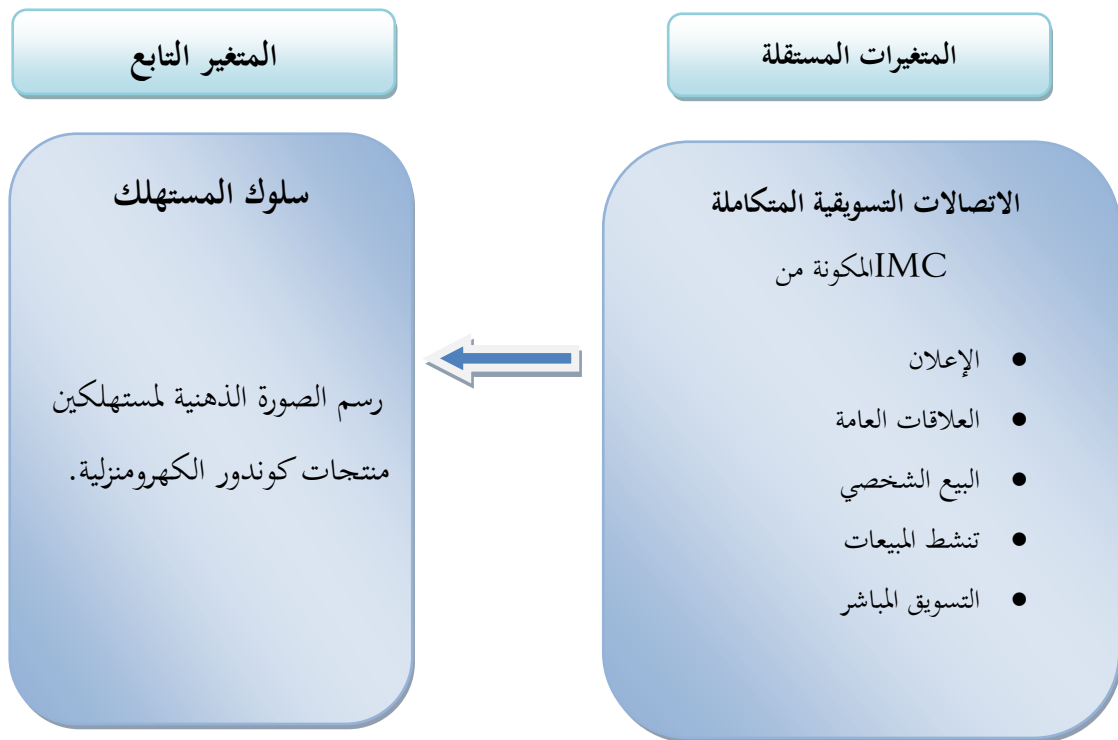 المتغيرات المستقلة
المتغير التابع
الاتصالات التسويقية المتكاملة
IMCالمكونة من
• الإعلان
• العلاقات العامة
• البيع الشخصي
• تنشط المبيعات
• التسويق المباشر
سلوك المستهلك
رسم الصورة الذهنية لمستهلكين
منتجات كوندور الكهرومنزلية.